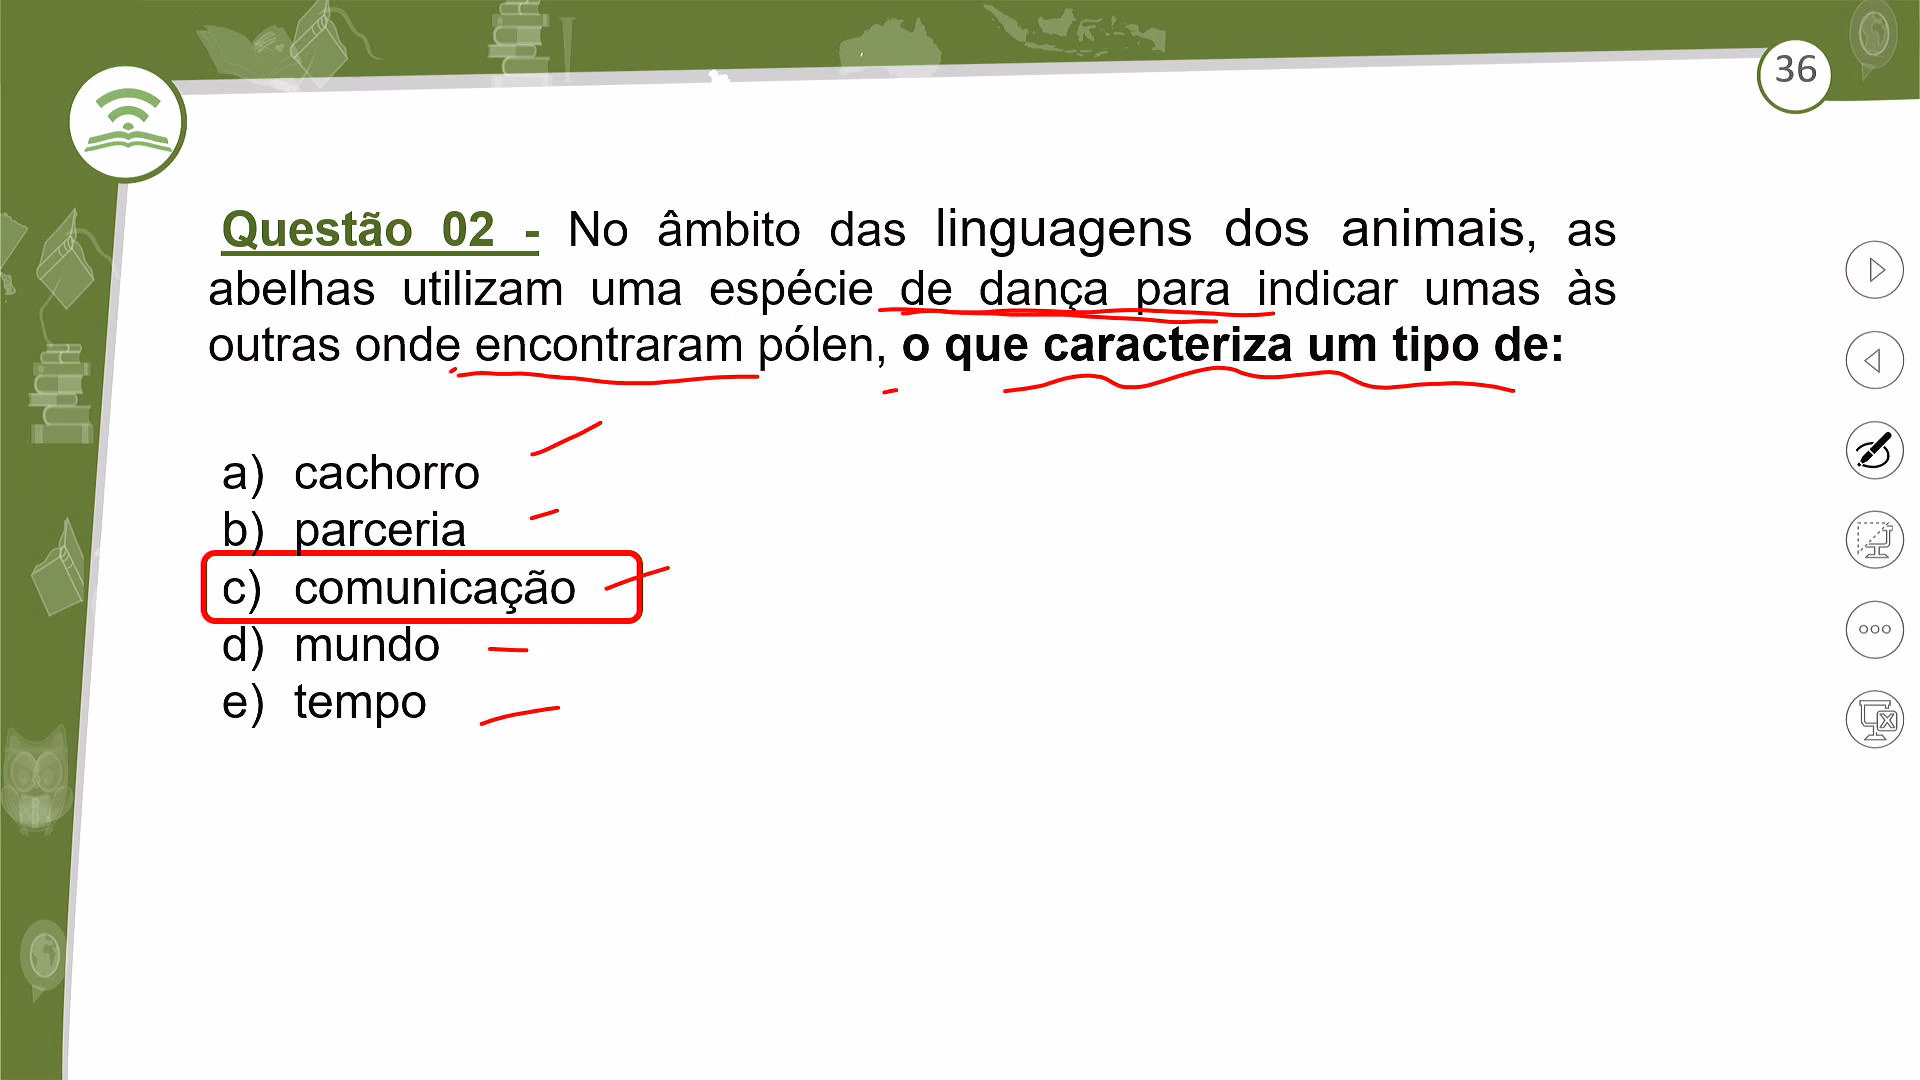 36
Questão 02 - No âmbito das linguagens dos animais, as
abelhas utilizam uma espécie de dança para indicar umas às
outras onde encontraram pólen, o que caracteriza um tipo de:
a) cachorro
b) parceria
c) comunicação
d) mundo
e) tempo